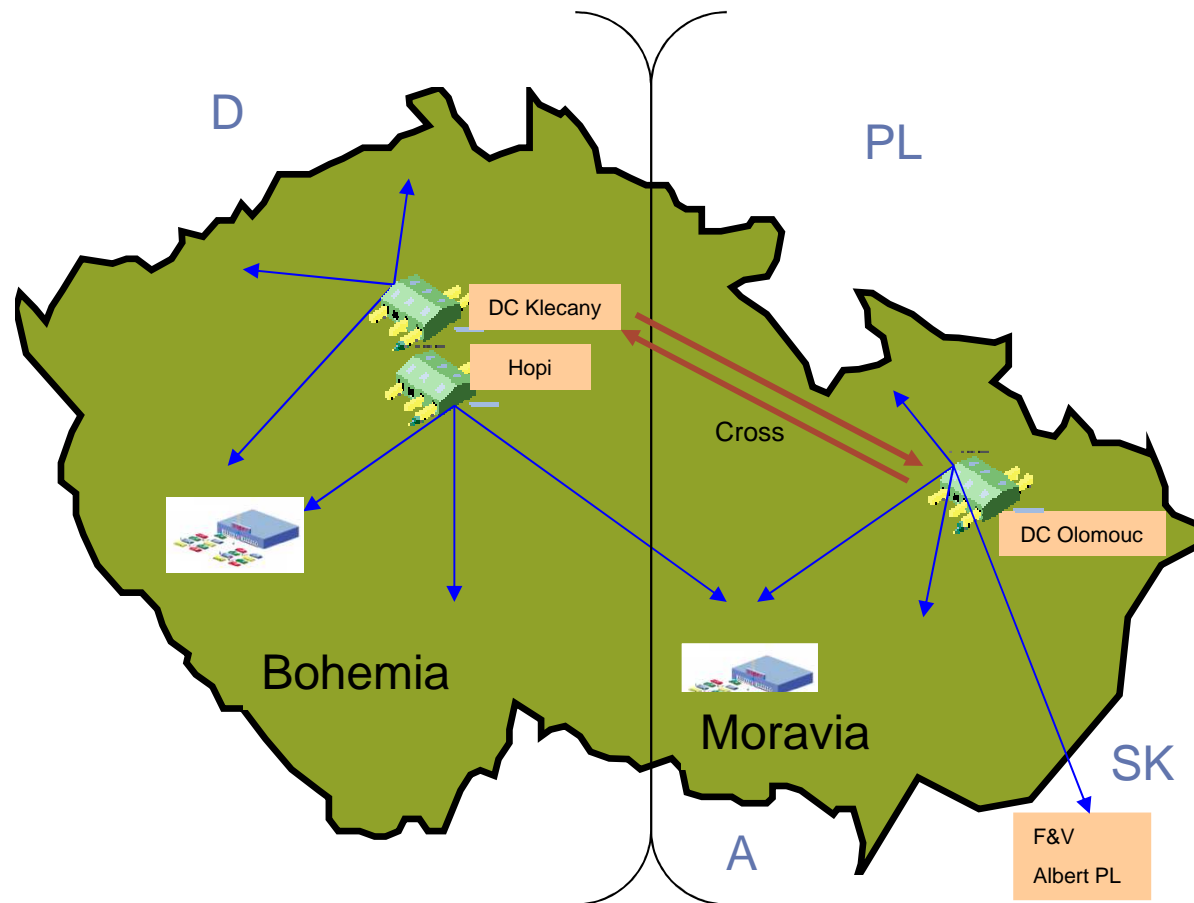 D
PL
DC Klecany
Hopi
Cross
DC Olomouc
Bohemia
Moravia
SK
A
F&V
Albert PL